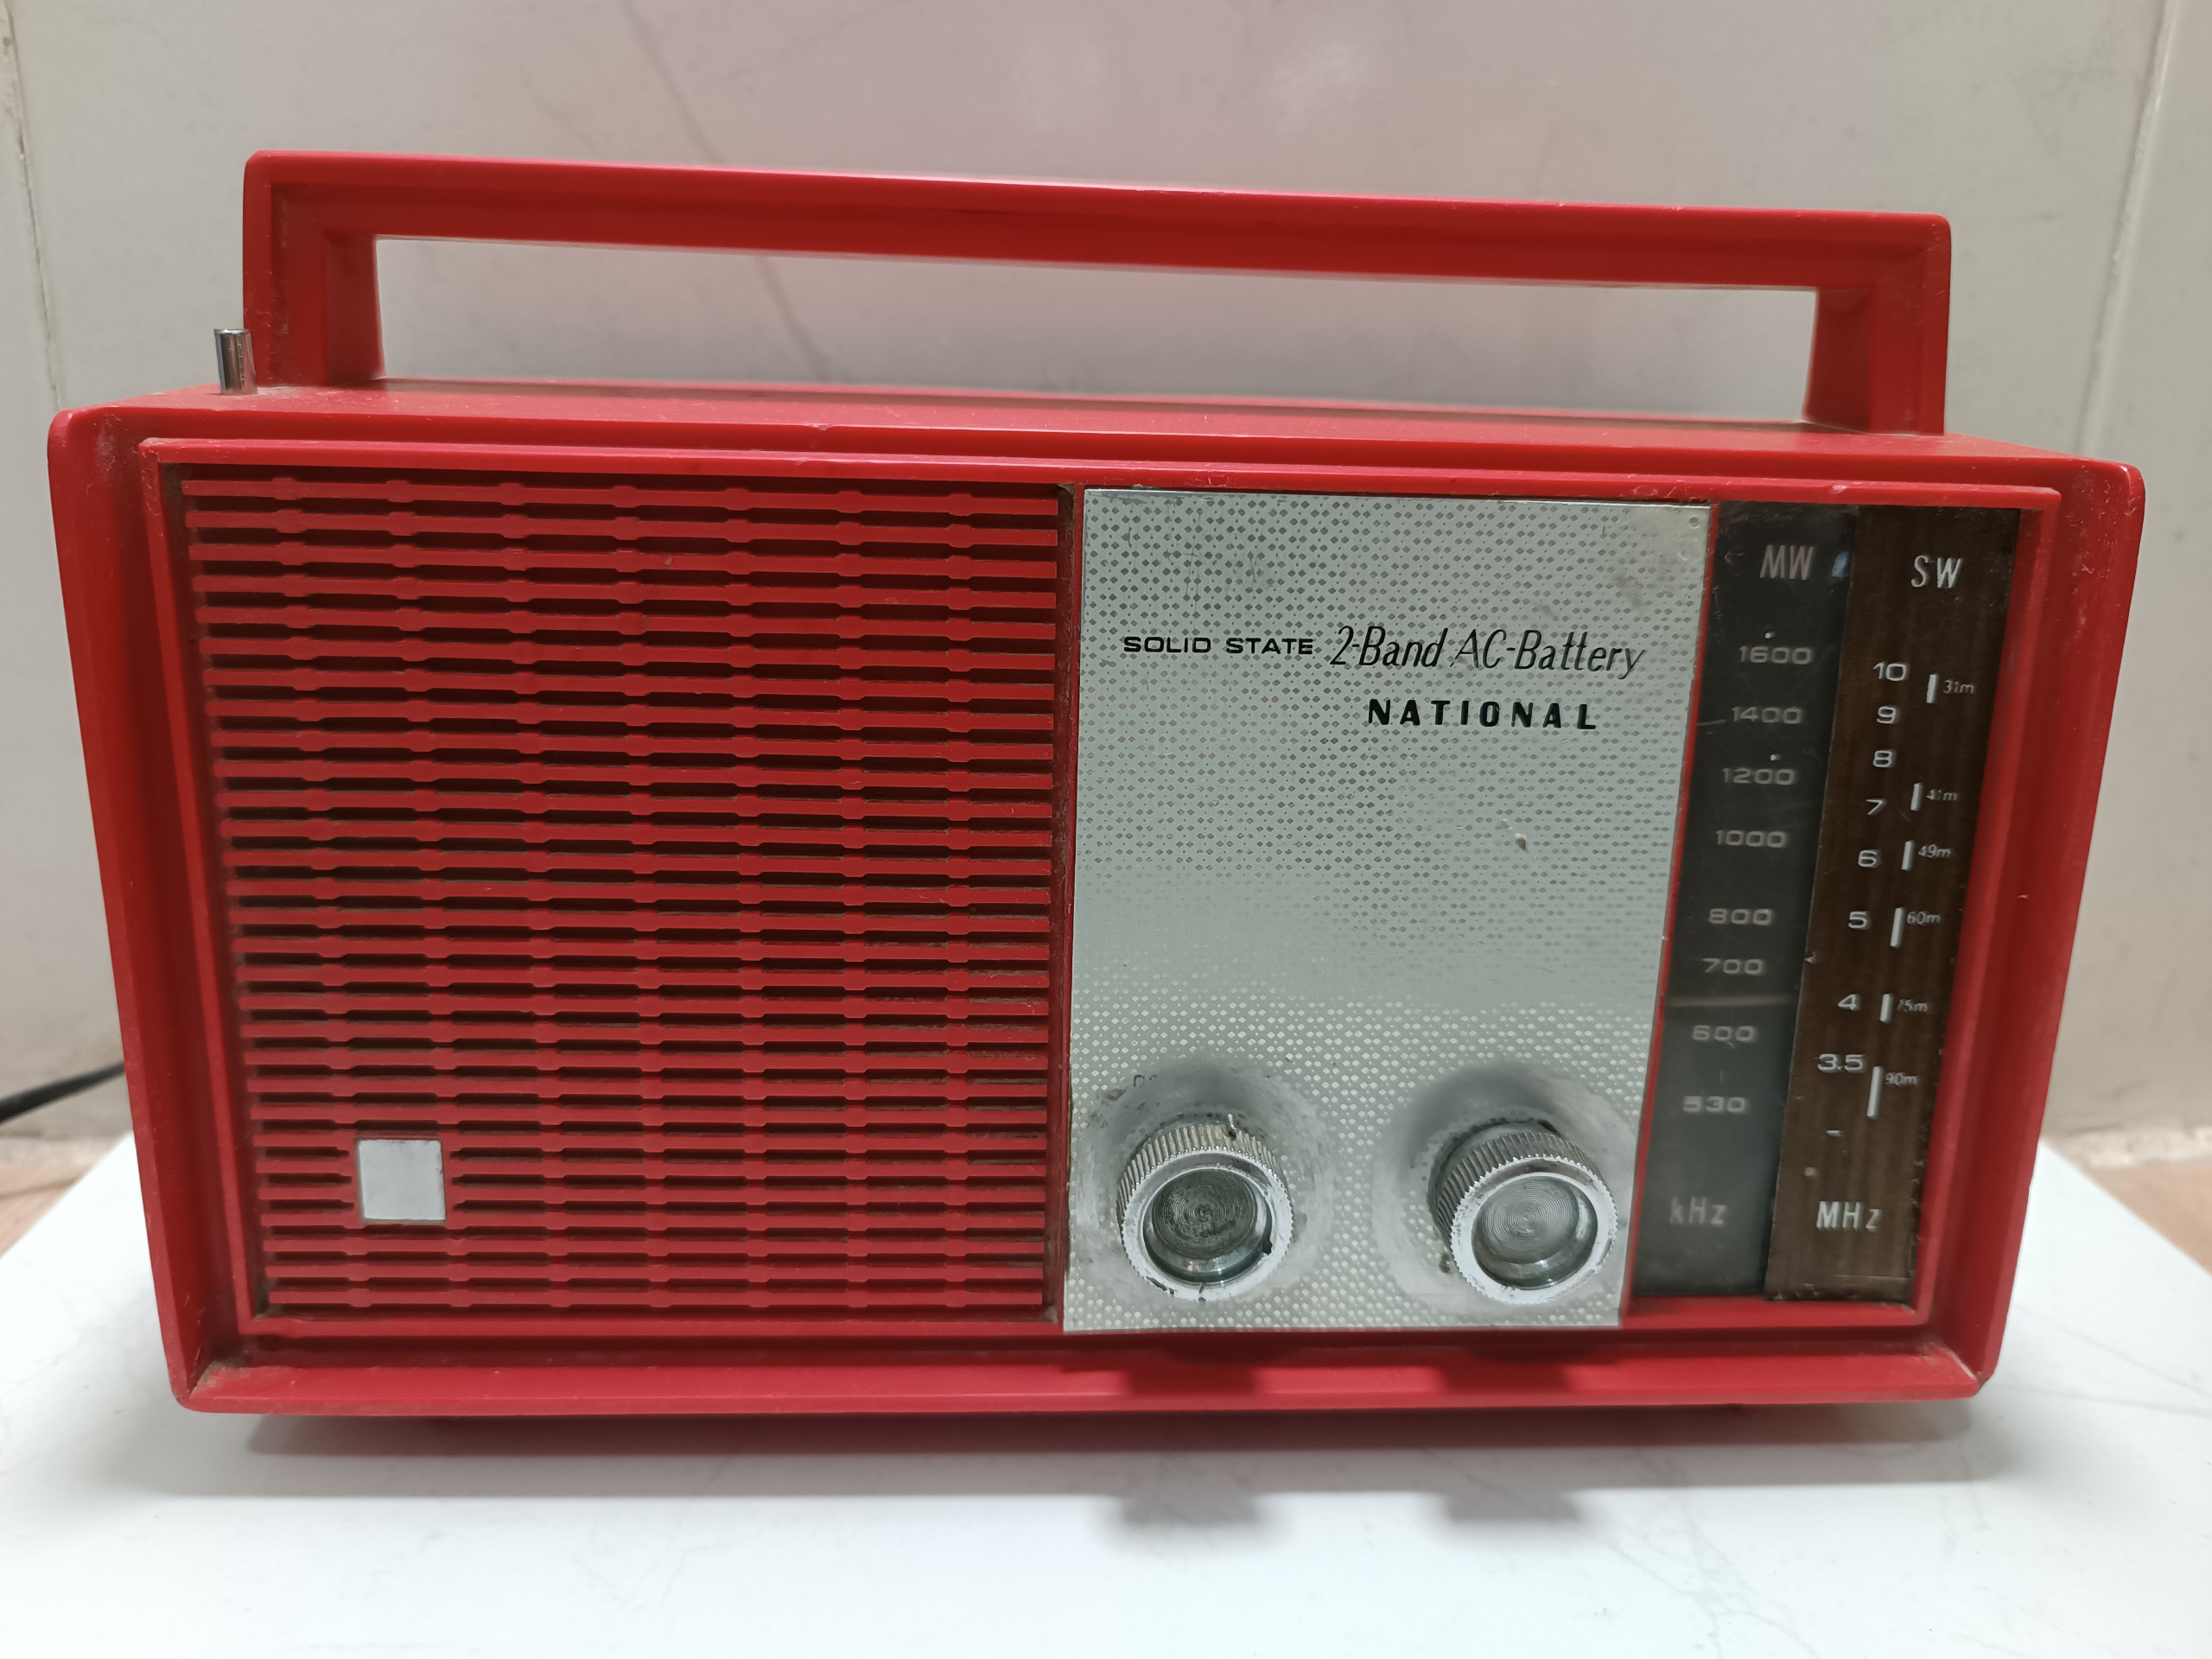 SOLID STATE 2-Band AC-Battery
NATIONAL
MW
1600
1400
1200
1000
800
700
600
530
kHz
SW
10
31m
9
8
41m
7
6
49m
5
60m
4
75m
3.5
90m
MHz